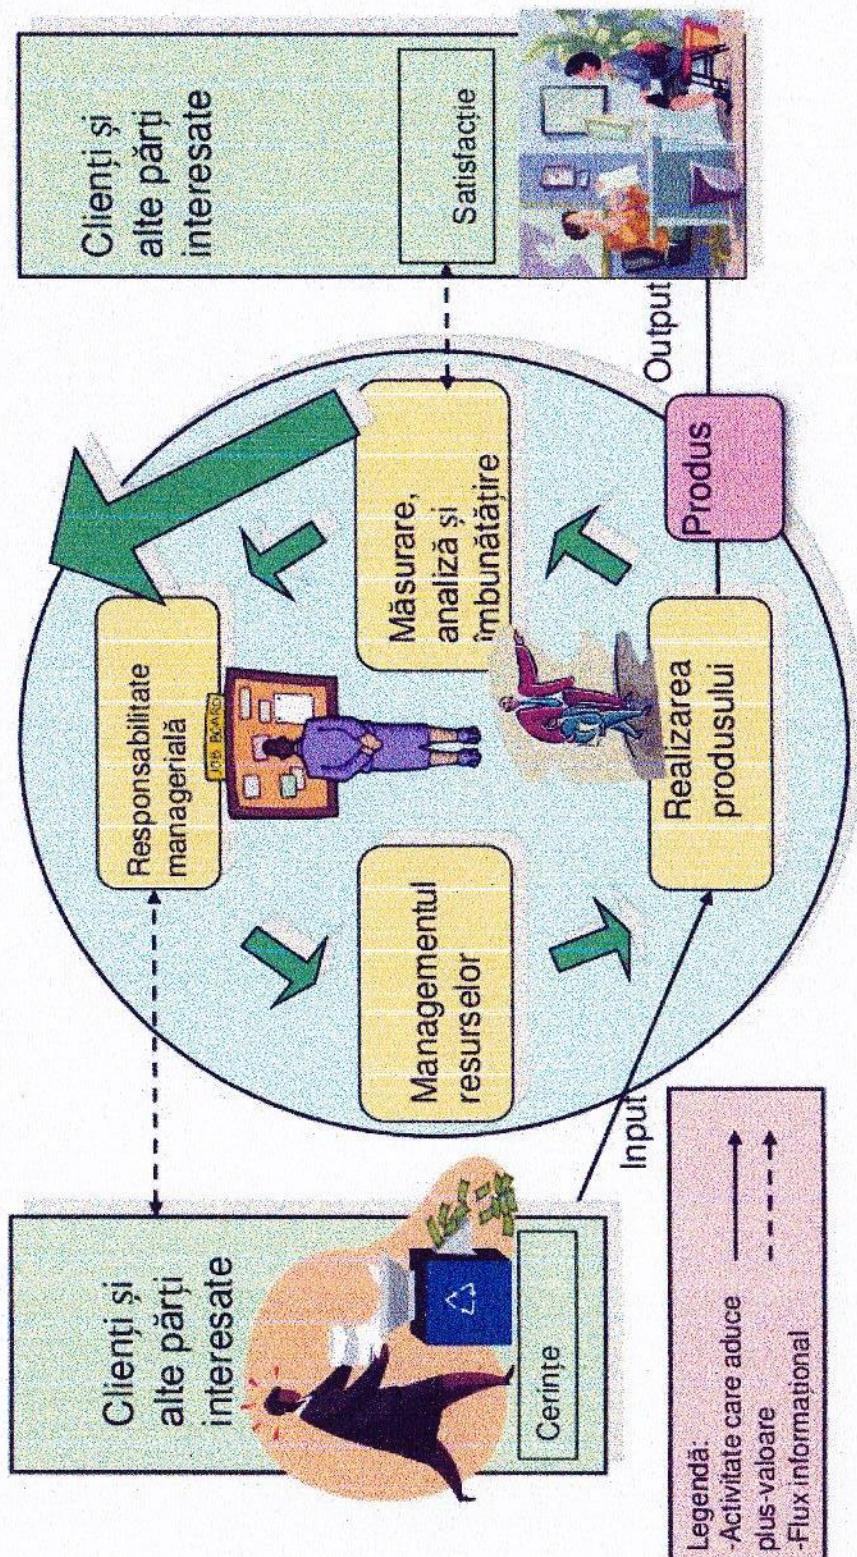 Clienți și
alte părți
interesate
Cerințe
Responsabilitate
managerială
Managementul
resurselor
Măsurare,
analiză și
îmbunătățire
Realizarea
produsului
JOB BOARD
Input
Produs
Output
Clienți și
alte părți
interesate
Satisfacție
Legendă:
-Activitate care aduce
plus-valoare
-Flux informațional